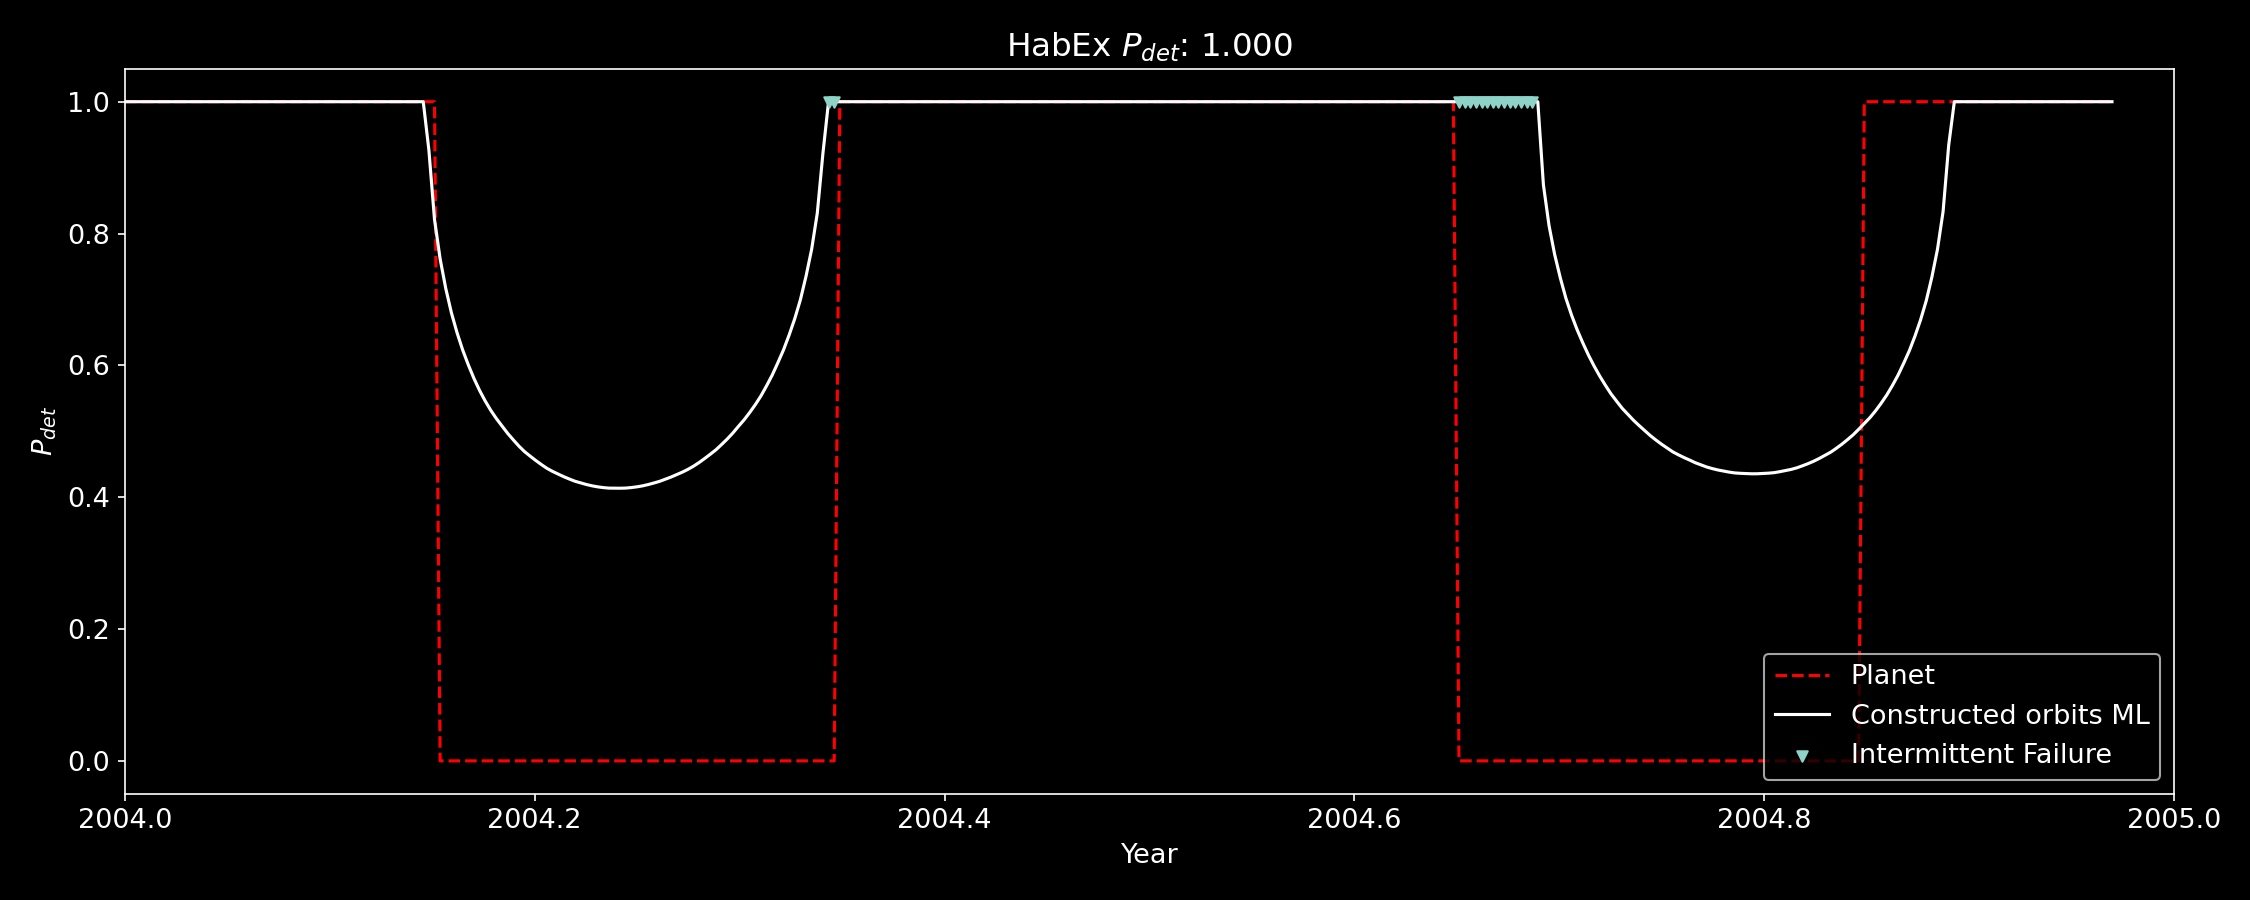 HabEx P_det: 1.000
1.0
0.8
0.6
0.4
0.2
0.0
P_det
2004.0 2004.2 2004.4 2004.6 2004.8 2005.0
Year
Planet
Constructed orbits ML
Intermittent Failure